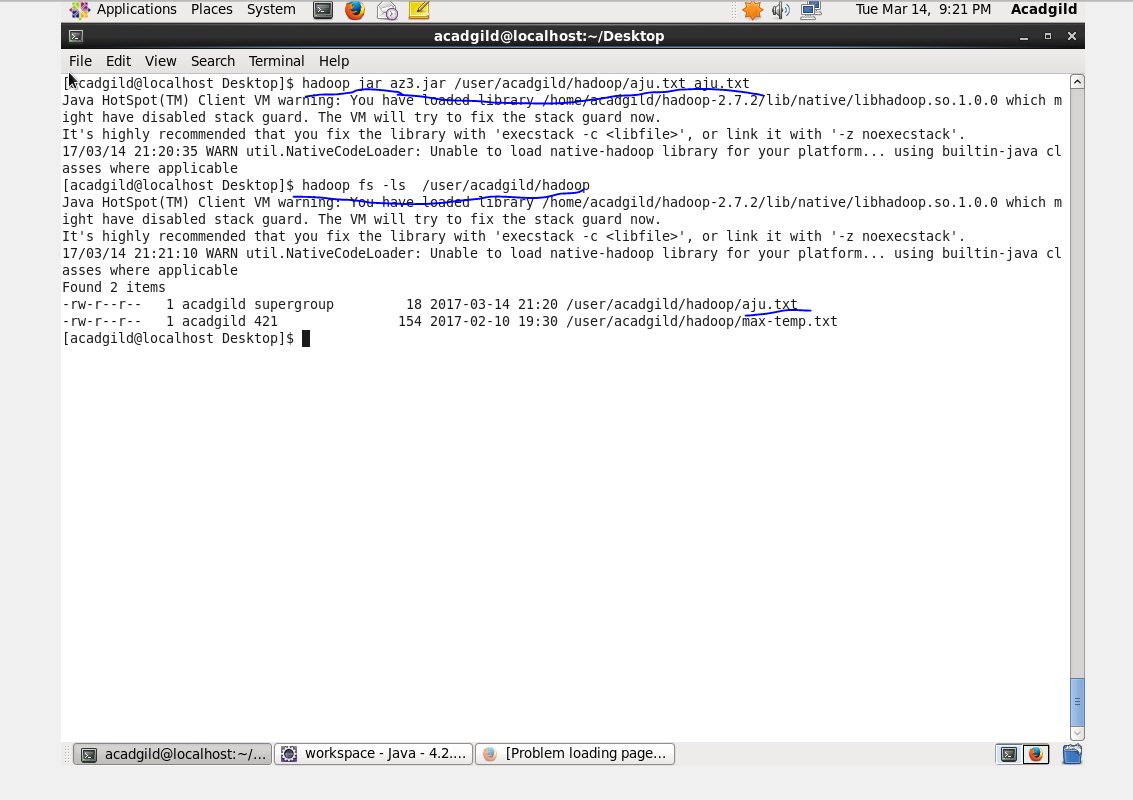 Applications Places System Tue Mar 14, 9:21 PM Acadgild
acadgild@localhost:~/Desktop
File Edit View Search Terminal Help
[acadgild@localhost Desktop]$ hadoop jar az3.jar /user/acadgild/hadoop/aju.txt aju.txt
Java HotSpot(TM) Client VM warning: You have loaded library /home/acadgild/hadoop-2.7.2/lib/native/libhadoop.so.1.0.0 which m
ight have disabled stack guard. The VM will try to fix the stack guard now.
It's highly recommended that you fix the library with 'execstack -c <libfile>', or link it with '-z noexecstack'.
17/03/14 21:20:35 WARN util.NativeCodeLoader: Unable to load native-hadoop library for your platform... using builtin-java cl
asses where applicable
[acadgild@localhost Desktop]$ hadoop fs -ls  /user/acadgild/hadoop
Java HotSpot(TM) Client VM warning: You have loaded library /home/acadgild/hadoop-2.7.2/lib/native/libhadoop.so.1.0.0 which m
ight have disabled stack guard. The VM will try to fix the stack guard now.
It's highly recommended that you fix the library with 'execstack -c <libfile>', or link it with '-z noexecstack'.
17/03/14 21:21:10 WARN util.NativeCodeLoader: Unable to load native-hadoop library for your platform... using builtin-java cl
asses where applicable
Found 2 items
-rw-r--r--   1 acadgild supergroup         18 2017-03-14 21:20 /user/acadgild/hadoop/aju.txt
-rw-r--r--   1 acadgild 421               154 2017-02-10 19:30 /user/acadgild/hadoop/max-temp.txt
[acadgild@localhost Desktop]$
acadgild@localhost:~/... workspace - Java - 4.2.... [Problem loading page...